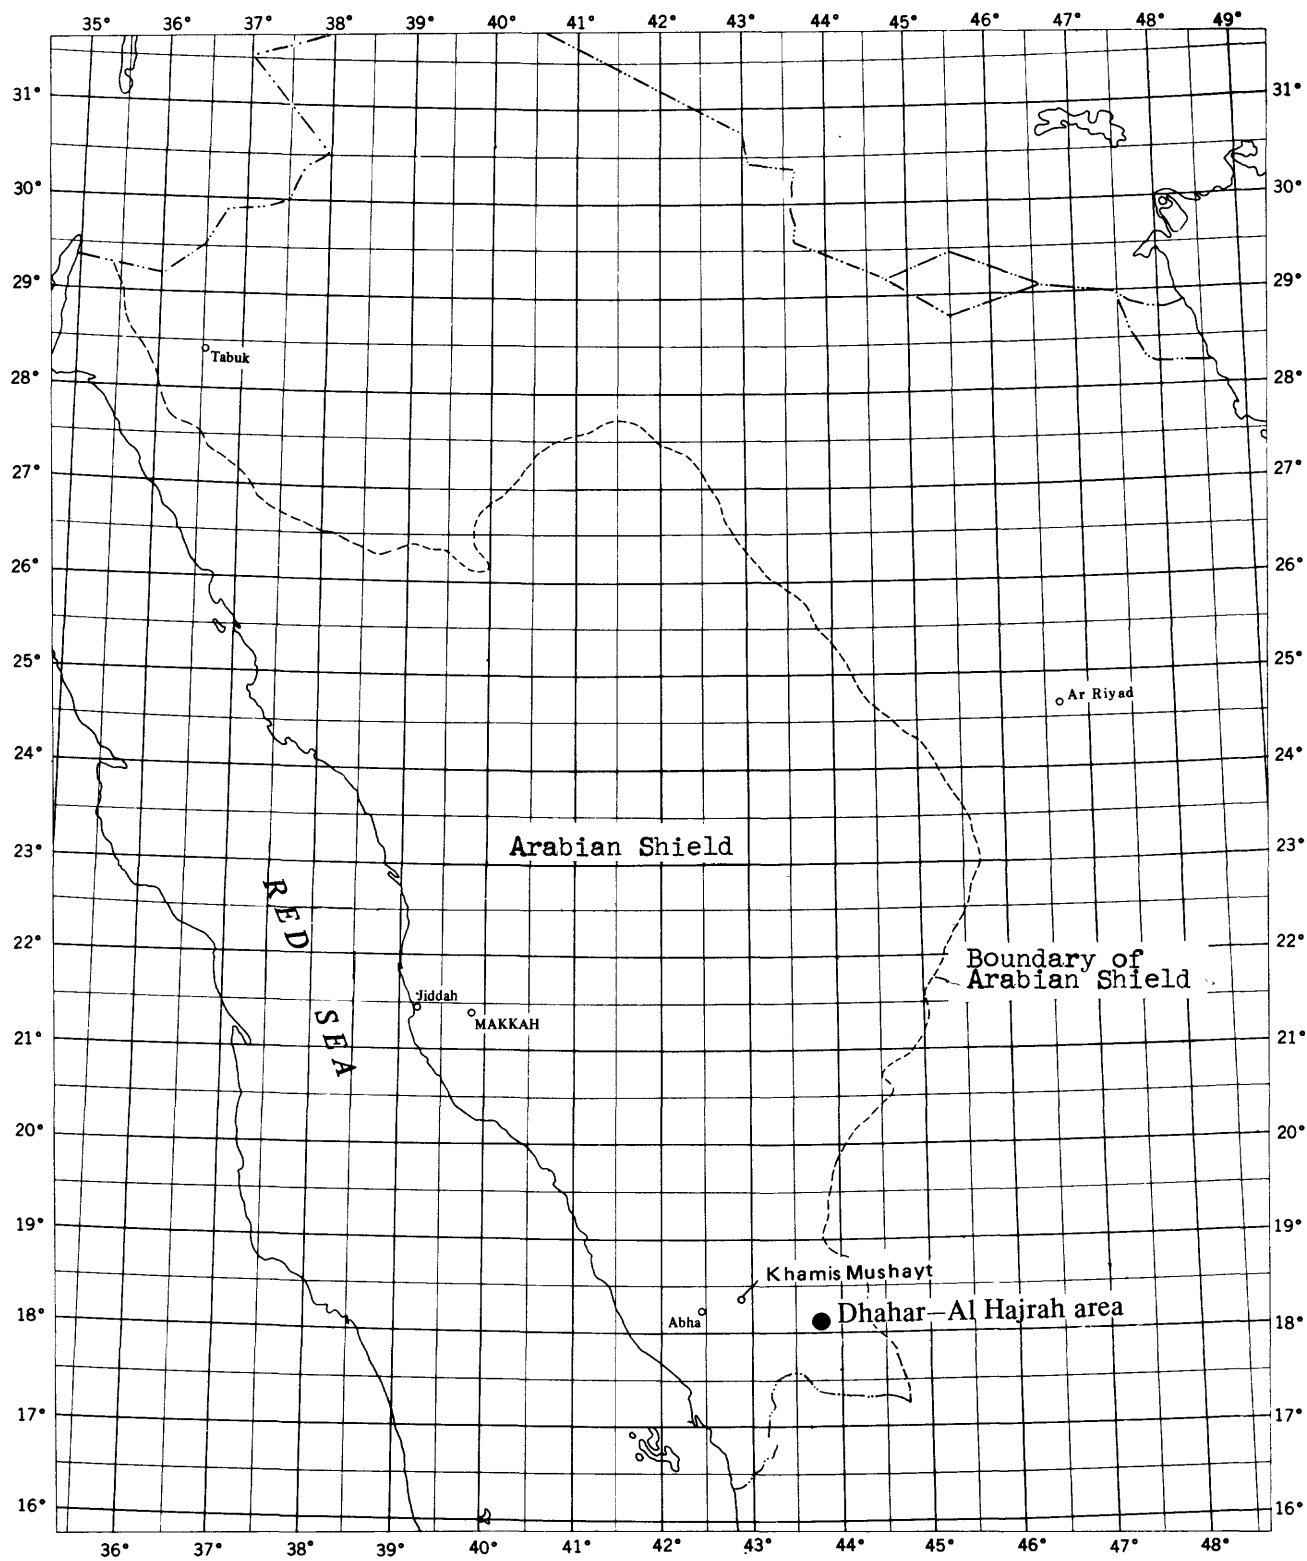 35° 36° 37° 38° 39° 40° 41° 42° 43° 44° 45° 46° 47° 48° 49°
31° 31°
30° 30°
29° 29°
Tabuk
28° 28°
27° 27°
26° 26°
25° 25°
Ar Riyad
24° 24°
Arabian Shield
23° 23°
RED
22° 22°
Boundary of
Arabian Shield
Jiddah
MAKKAH
SEA
21° 21°
20° 20°
19° 19°
Khamis Mushayt
Dhahar—Al Hajrah area
Abha
18° 18°
17° 17°
16° 16°
36° 37° 38° 39° 40° 41° 42° 43° 44° 45° 46° 47° 48°